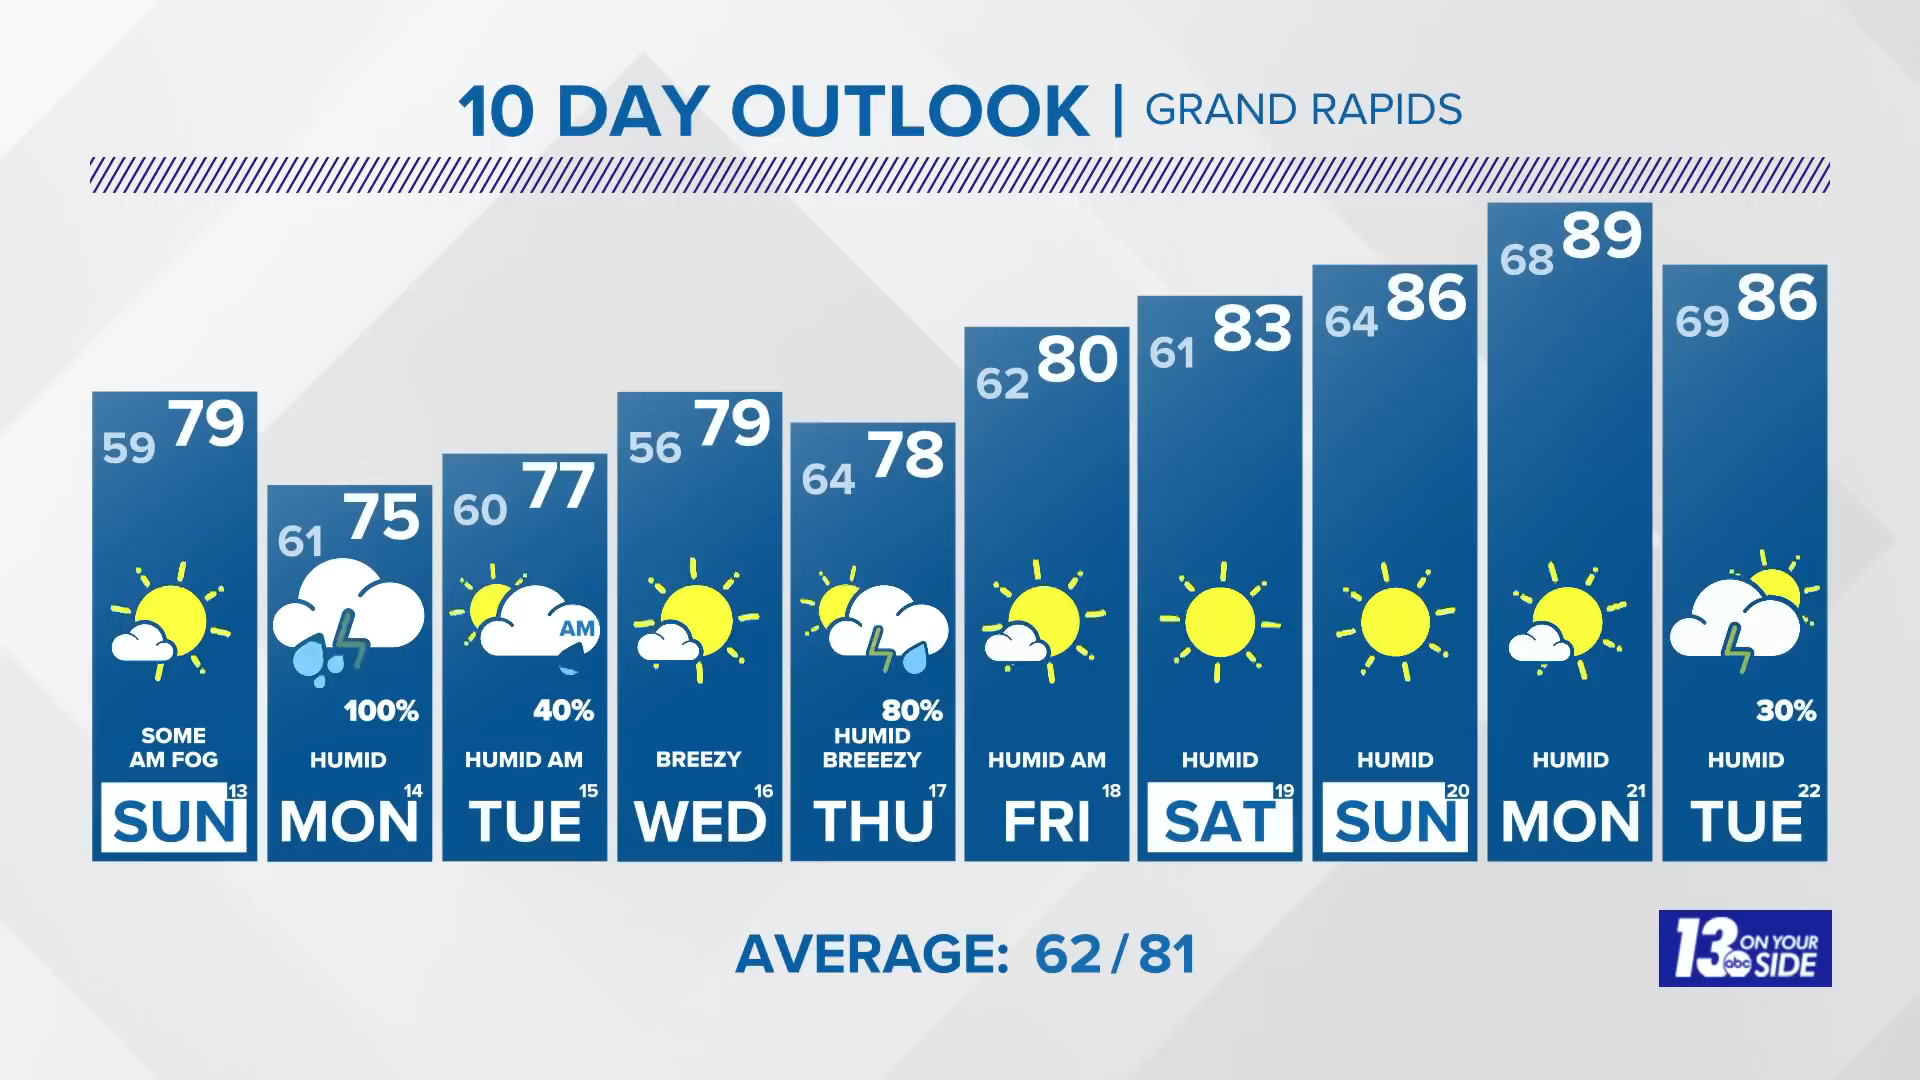 10 DAY OUTLOOK | GRAND RAPIDS
59 79
SOME
AM FOG
13
SUN
61 75
100%
HUMID
14
MON
60 77
AM
40%
HUMID AM
15
TUE
56 79
BREEZY
16
WED
64 78
80%
HUMID
BREEEZY
17
THU
62 80
HUMID AM
18
FRI
61 83
HUMID
19
SAT
64 86
HUMID
20
SUN
68 89
HUMID
21
MON
69 86
30%
HUMID
22
TUE
AVERAGE: 62 / 81
13 ON YOUR
abc SIDE